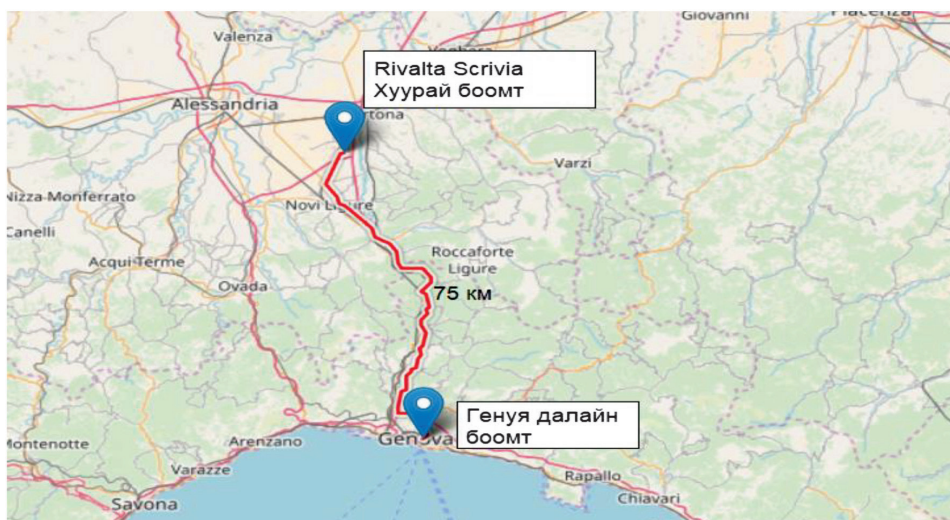 Giovanni
Piacenza
Valenza
Voghera
Rivalta Scrivia
Хуурай боомт
Alessandria
Varzi
Nizza Monferrato
Novi Ligure
Canelli
Roccaforte
Ligure
Acqui Terme
Ovada
75 км
Генуя далайн
боомт
Genova
Montenotte
Arenzano
Varazze
Rapallo
Chiavari
Savona